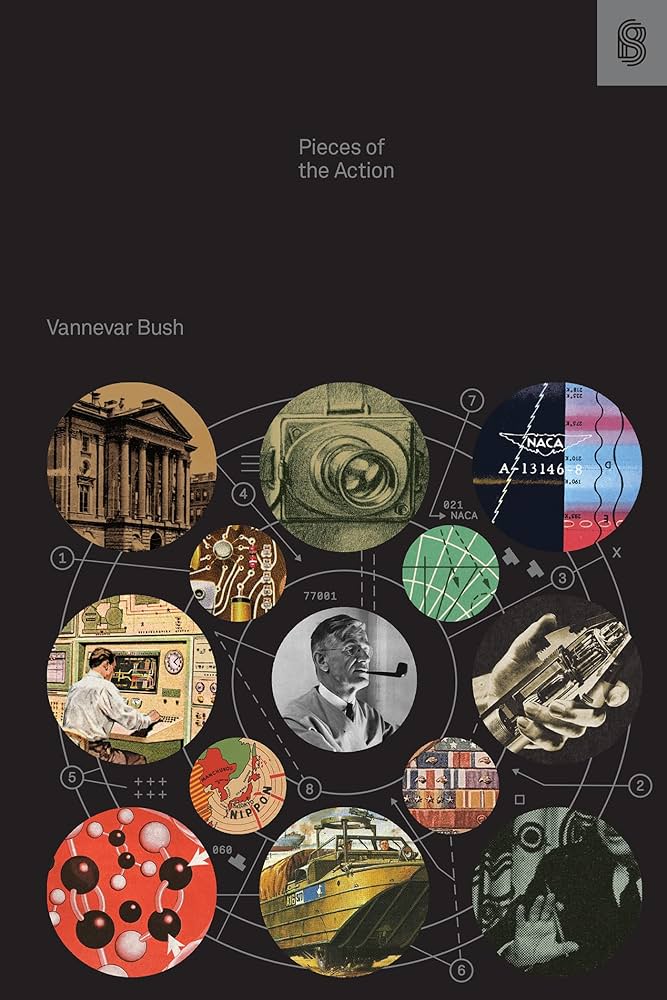 Pieces of
the Action
Vannevar Bush
7
NACA
A-13146-8
D
E
4
021
NACA
1
3
X
77001
MANCHUKUO
NIPPON
5
8
2
060
6